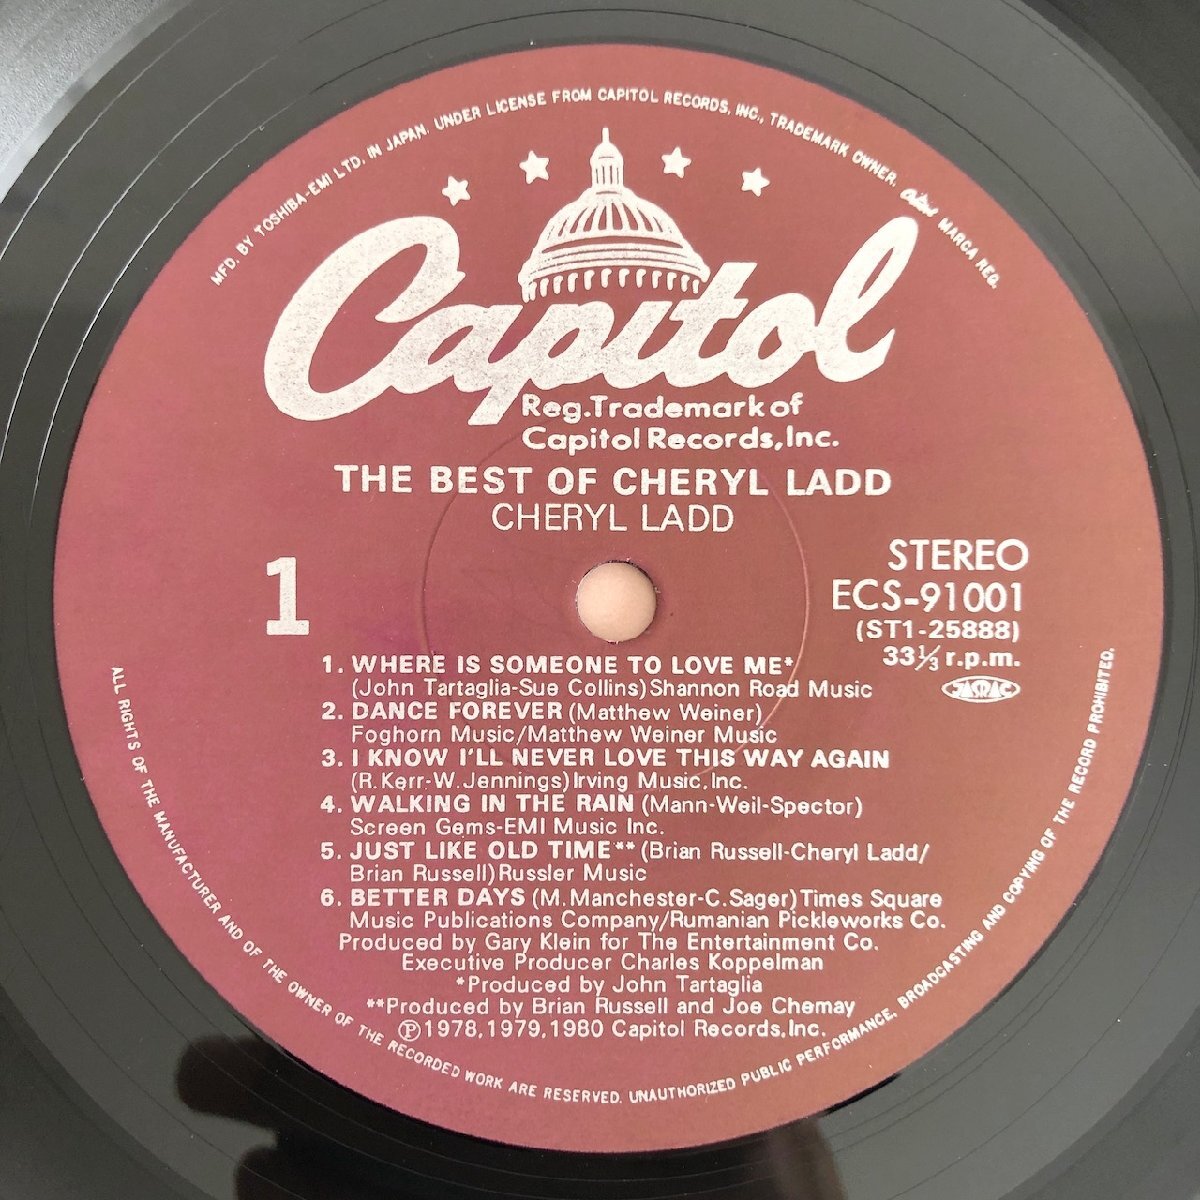 MFD. BY TOSHIBA-EMI LTD. IN JAPAN. UNDER LICENSE FROM CAPITOL RECORDS, INC., TRADEMARK OWNER. Capitol MARCA REG.
Capitol
Reg.Trademark of
Capitol Records,Inc.
THE BEST OF CHERYL LADD
CHERYL LADD
1
STEREO
ECS-91001
(ST1-25888)
33⅓ r.p.m.
JASRAC
1. WHERE IS SOMEONE TO LOVE ME*
(John Tartaglia-Sue Collins) Shannon Road Music
2. DANCE FOREVER (Matthew Weiner)
Foghorn Music/Matthew Weiner Music
3. I KNOW I'LL NEVER LOVE THIS WAY AGAIN
(R.Kerr-W.Jennings) Irving Music,Inc.
4. WALKING IN THE RAIN (Mann-Weil-Spector)
Screen Gems-EMI Music Inc.
5. JUST LIKE OLD TIME** (Brian Russell-Cheryl Ladd/
Brian Russell) Russler Music
6. BETTER DAYS (M.Manchester-C.Sager) Times Square
Music Publications Company/Rumanian Pickleworks Co.
Produced by Gary Klein for The Entertainment Co.
Executive Producer Charles Koppelman
*Produced by John Tartaglia
**Produced by Brian Russell and Joe Chemay
Ⓟ1978,1979,1980 Capitol Records,Inc.
ALL RIGHTS OF THE MANUFACTURER AND OF THE OWNER OF THE RECORDED WORK ARE RESERVED. UNAUTHORIZED PUBLIC PERFORMANCE, BROADCASTING AND COPYING OF THE RECORD PROHIBITED.